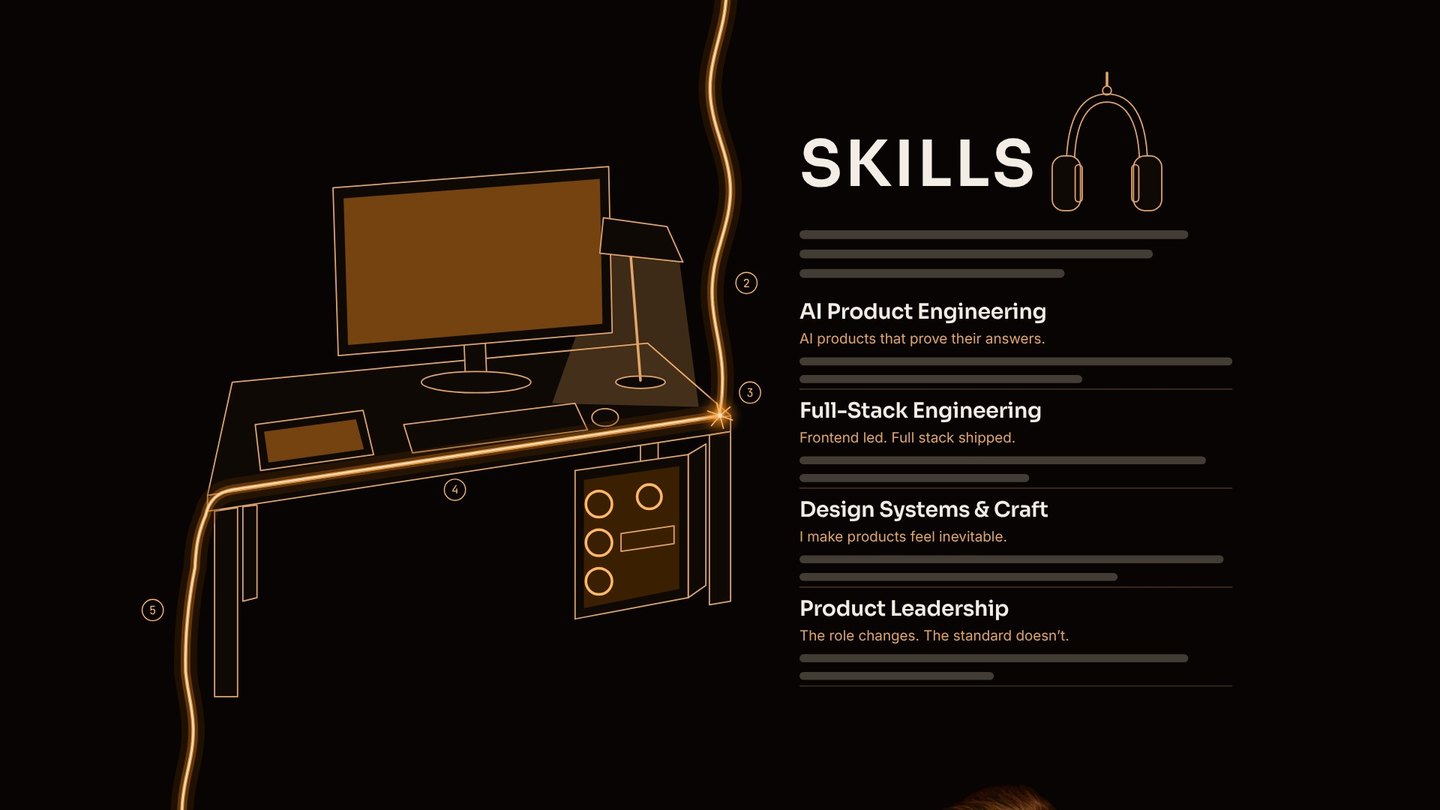 SKILLS
2
AI Product Engineering
AI products that prove their answers.
3
Full-Stack Engineering
Frontend led. Full stack shipped.
4
Design Systems & Craft
I make products feel inevitable.
5
Product Leadership
The role changes. The standard doesn't.